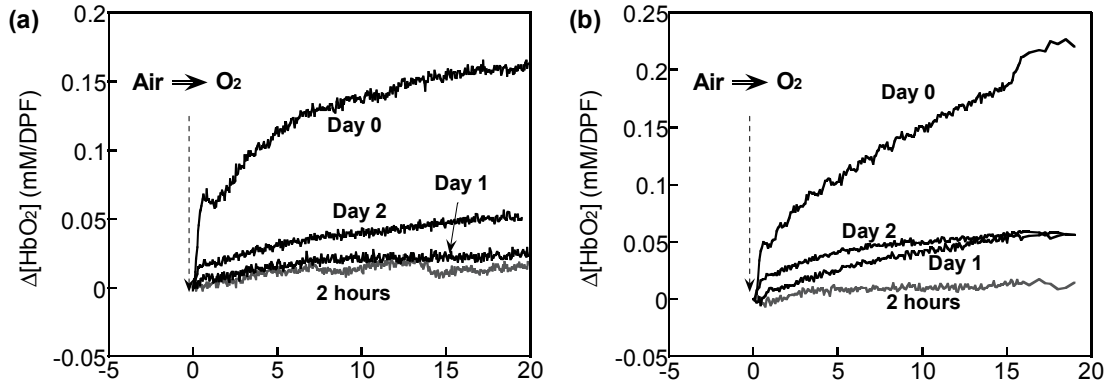 (a)
0.2
0.15
0.1
0.05
0
-0.05
Δ[HbO₂] (mM/DPF)
Air ⇒ O₂
Day 0
Day 1
Day 2
2 hours
-5 0 5 10 15 20
(b)
0.25
0.2
0.15
0.1
0.05
0
-0.05
Δ[HbO₂] (mM/DPF)
Air ⇒ O₂
Day 0
Day 2
Day 1
2 hours
-5 0 5 10 15 20